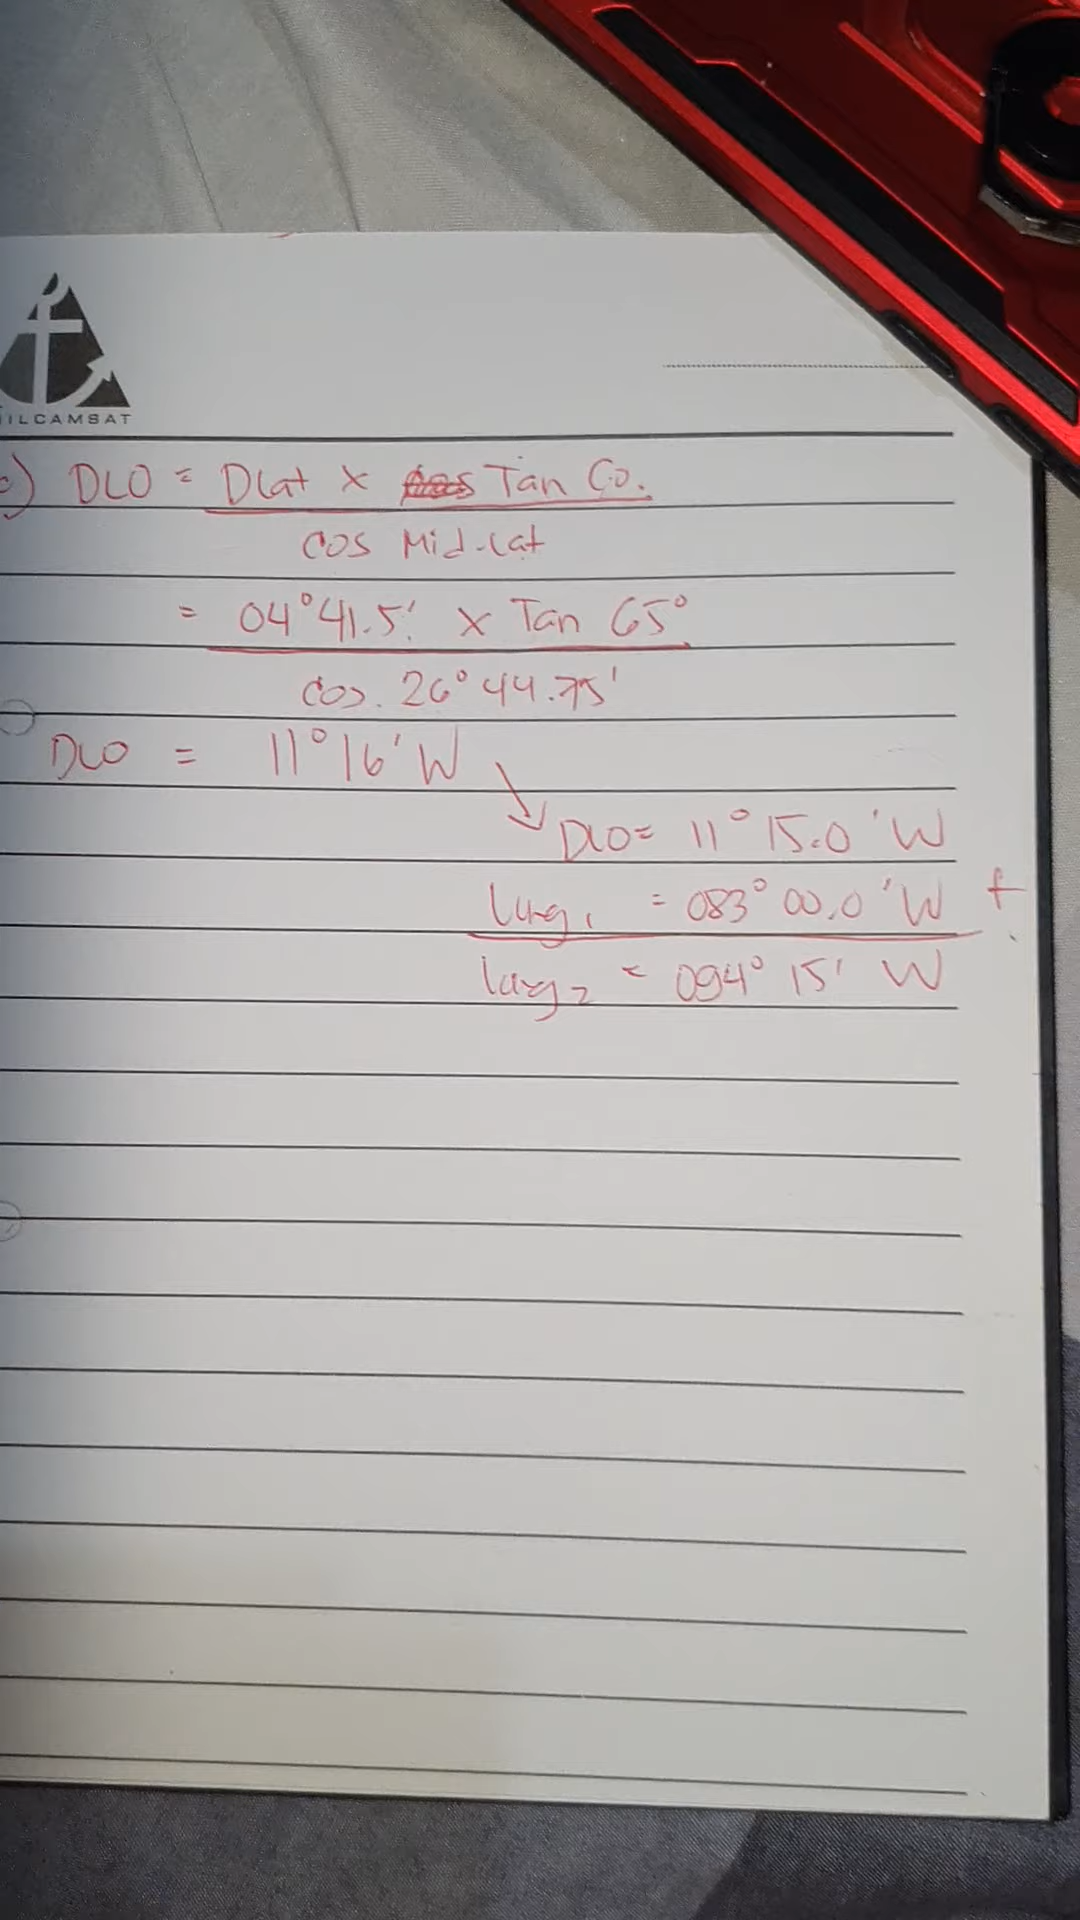 ILCAMSAT
c) DLO = DLat x Tan Co.
cos Mid-Lat
= 04°41.5' x Tan 65°
cos. 26°44.75'
DLO = 11°16' W
DLO = 11° 15.0' W
Long₁ = 083° 00.0' W +
Long₂ = 094° 15' W